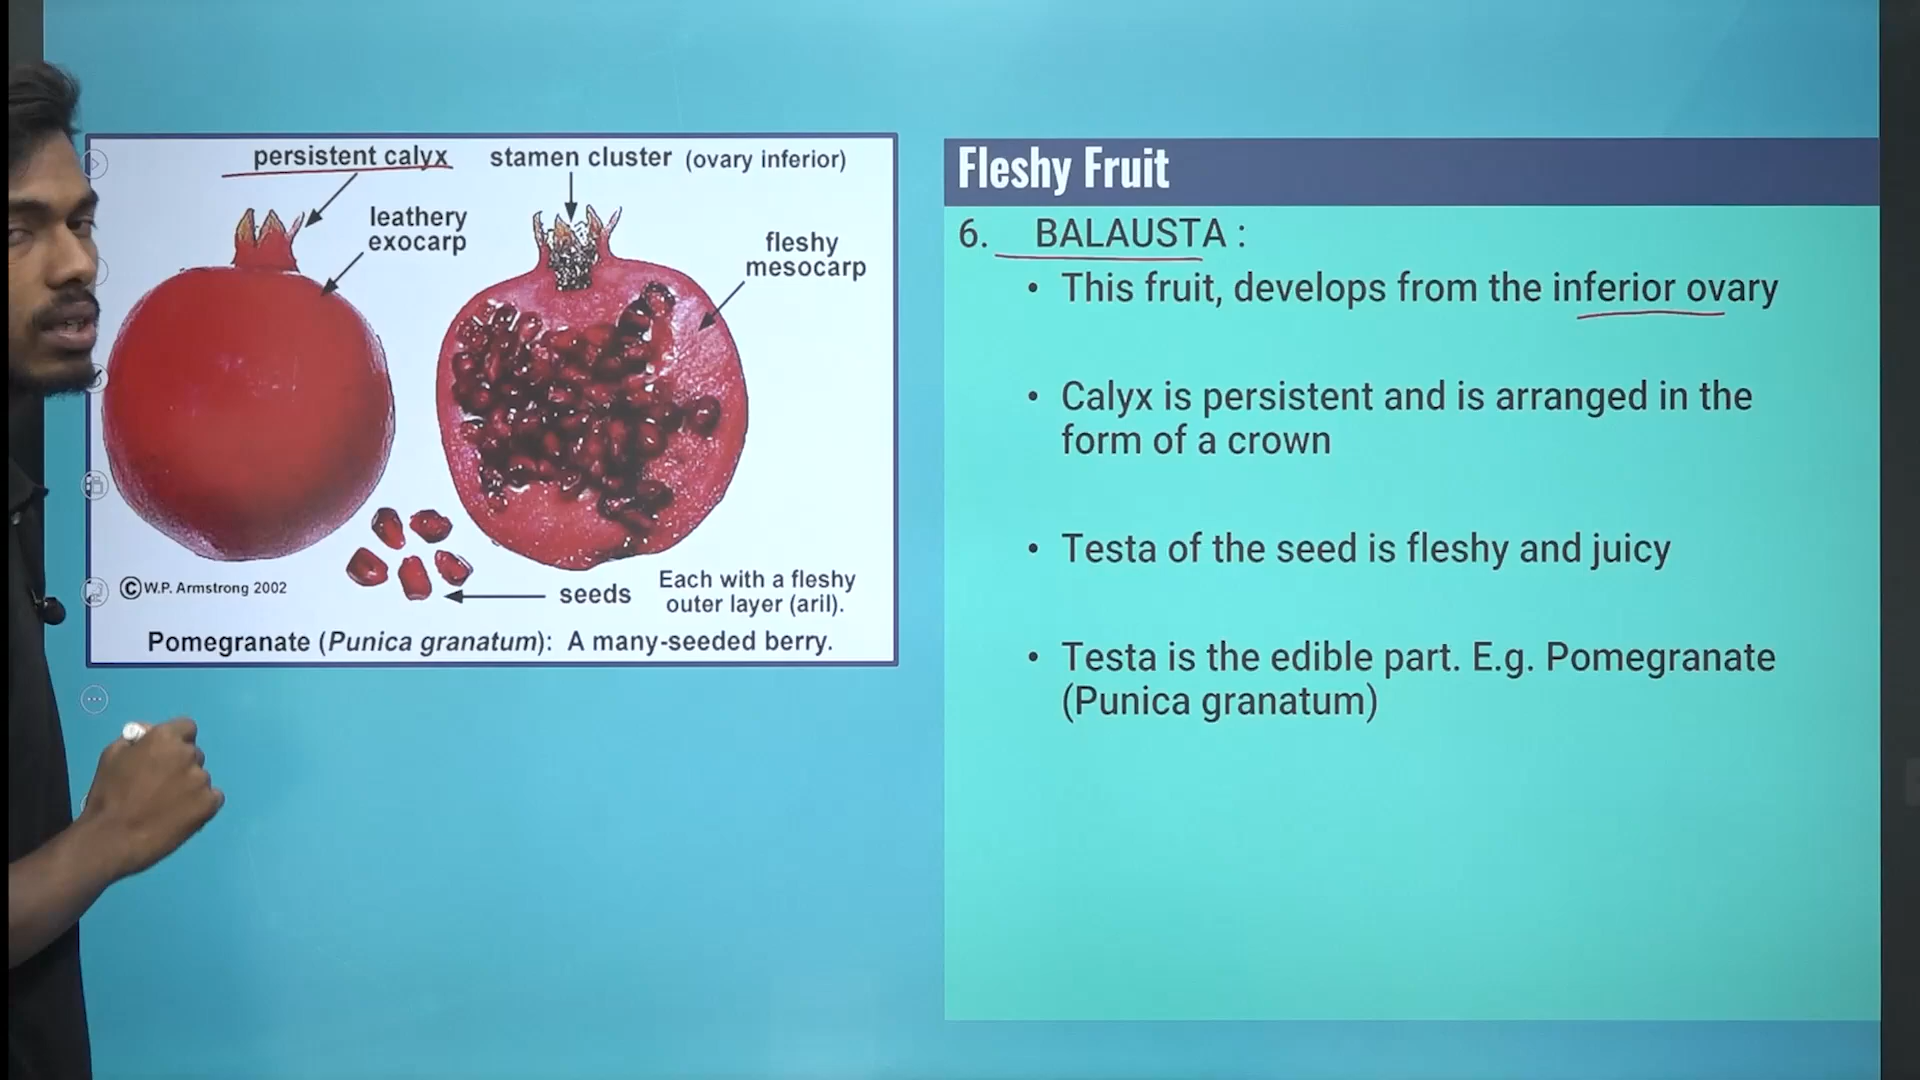 persistent calyx
stamen cluster (ovary inferior)
leathery
exocarp
fleshy
mesocarp
©W.P. Armstrong 2002
seeds
Each with a fleshy
outer layer (aril).
Pomegranate (Punica granatum): A many-seeded berry.
Fleshy Fruit
6. BALAUSTA :
• This fruit, develops from the inferior ovary
• Calyx is persistent and is arranged in the
form of a crown
• Testa of the seed is fleshy and juicy
• Testa is the edible part. E.g. Pomegranate
(Punica granatum)